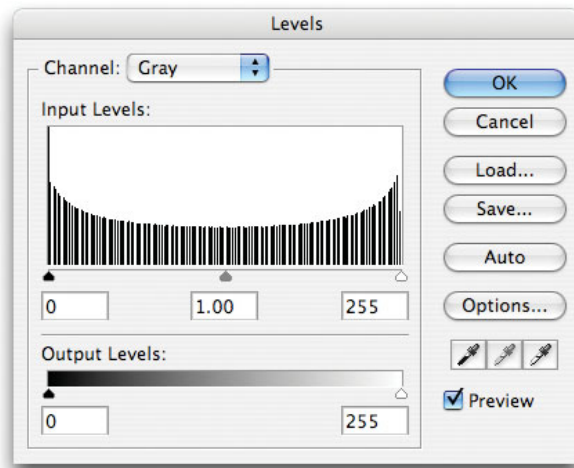 Levels
Channel: Gray
Input Levels:
0 1.00 255
Output Levels:
0 255
OK
Cancel
Load...
Save...
Auto
Options...
Preview